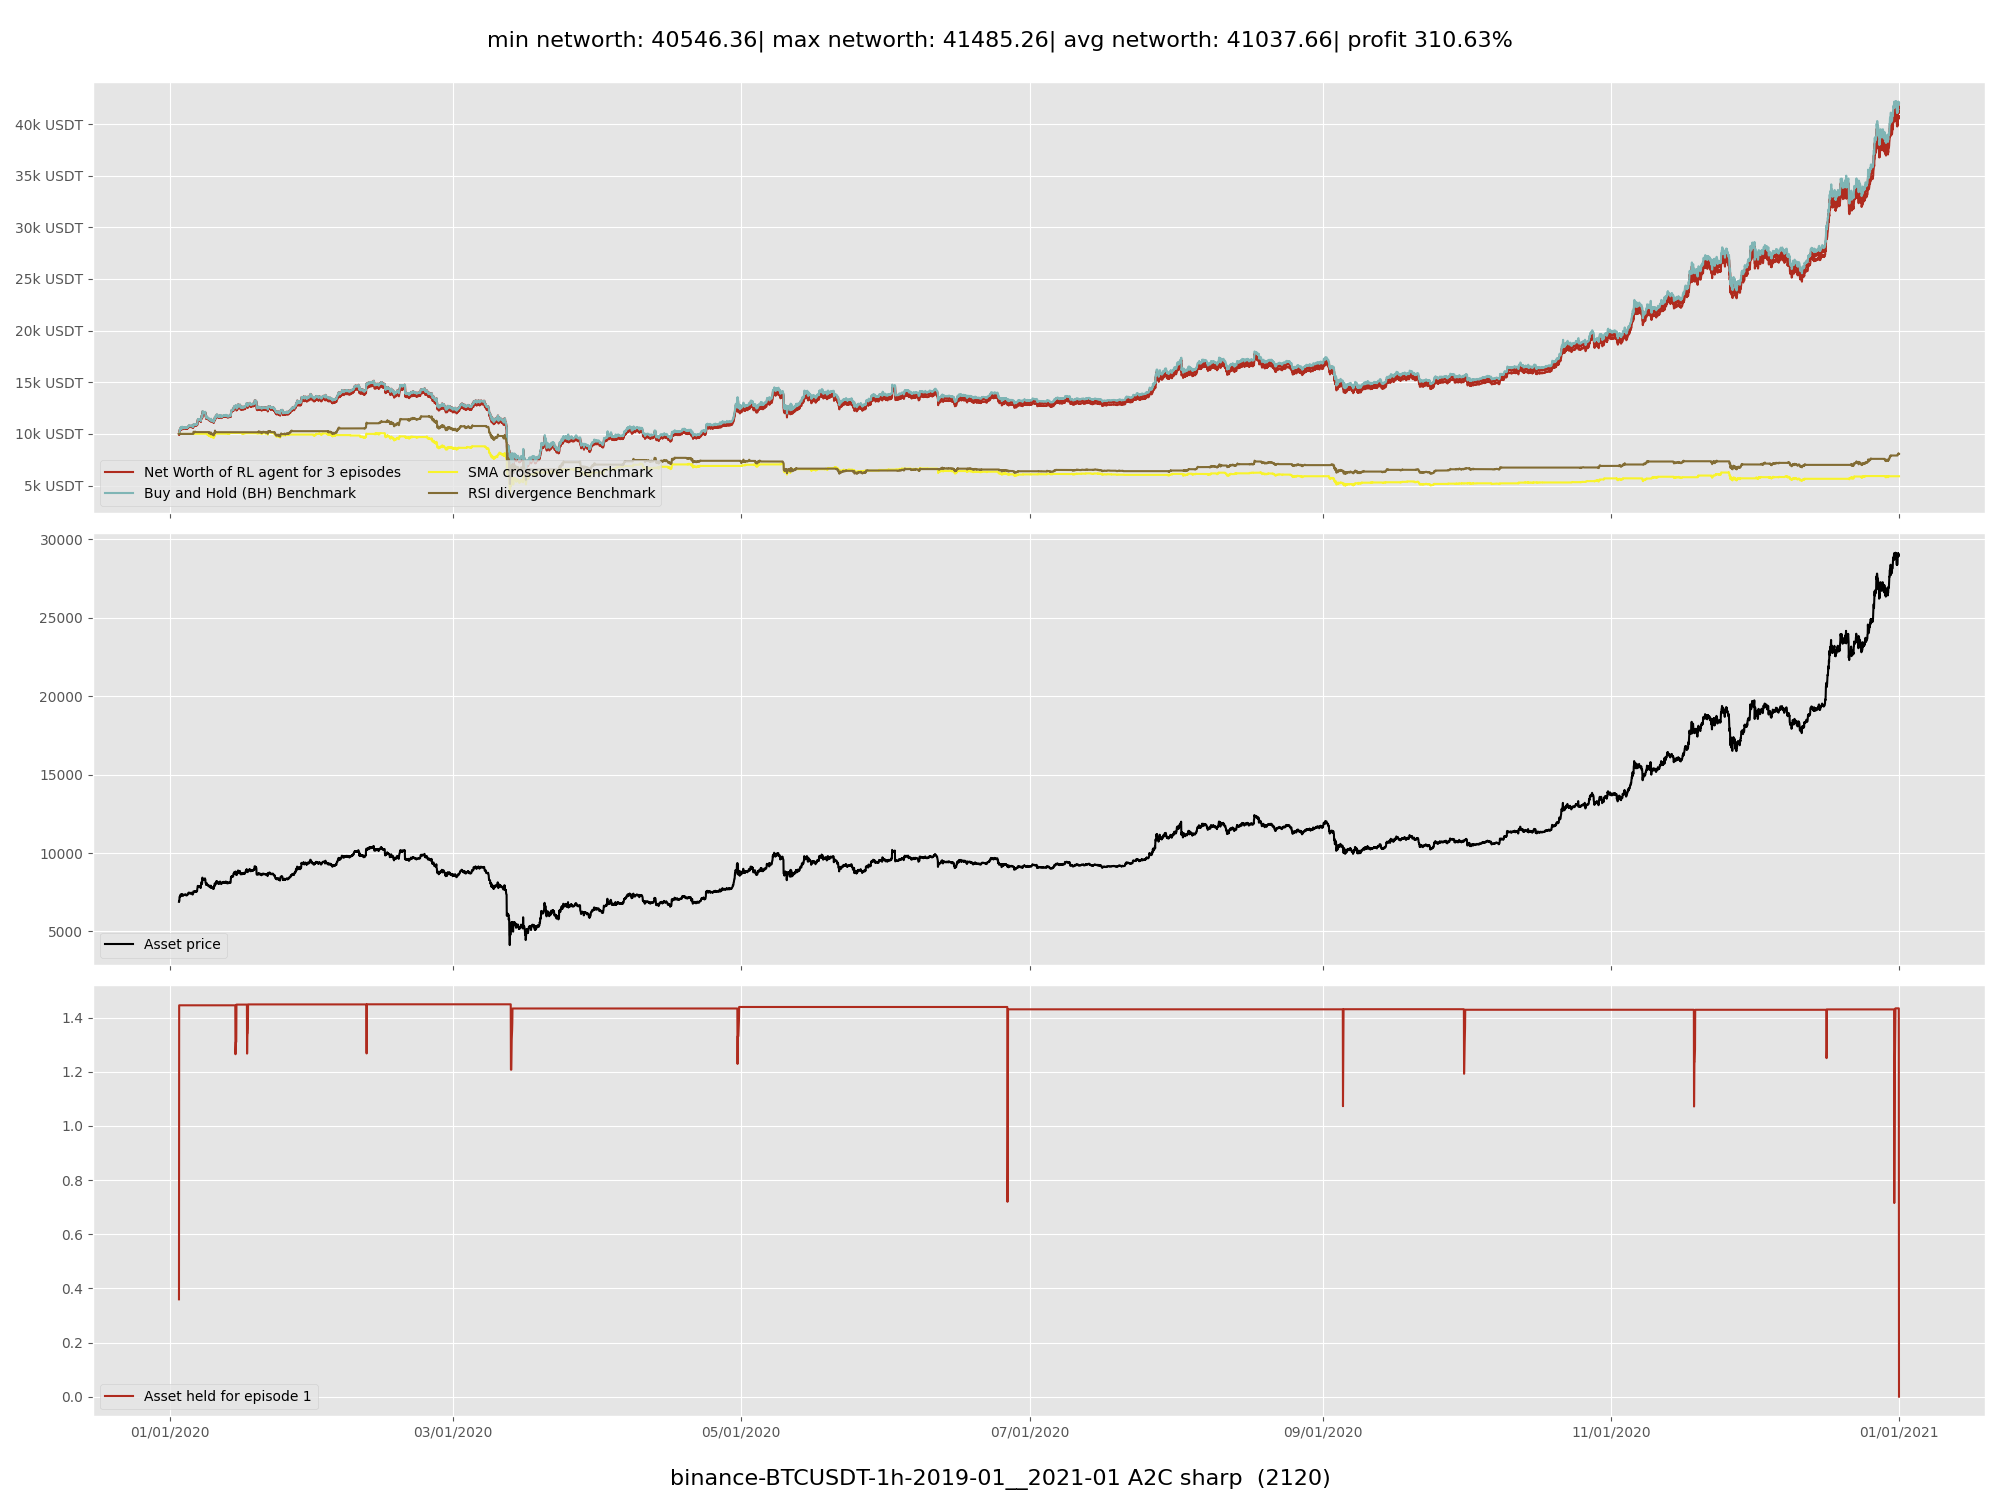 min networth: 40546.36| max networth: 41485.26| avg networth: 41037.66| profit 310.63%
40k USDT
35k USDT
30k USDT
25k USDT
20k USDT
15k USDT
10k USDT
5k USDT
Net Worth of RL agent for 3 episodes
Buy and Hold (BH) Benchmark
SMA crossover Benchmark
RSI divergence Benchmark
30000
25000
20000
15000
10000
5000
Asset price
1.4
1.2
1.0
0.8
0.6
0.4
0.2
0.0
Asset held for episode 1
01/01/2020 03/01/2020 05/01/2020 07/01/2020 09/01/2020 11/01/2020 01/01/2021
binance-BTCUSDT-1h-2019-01__2021-01 A2C sharp (2120)